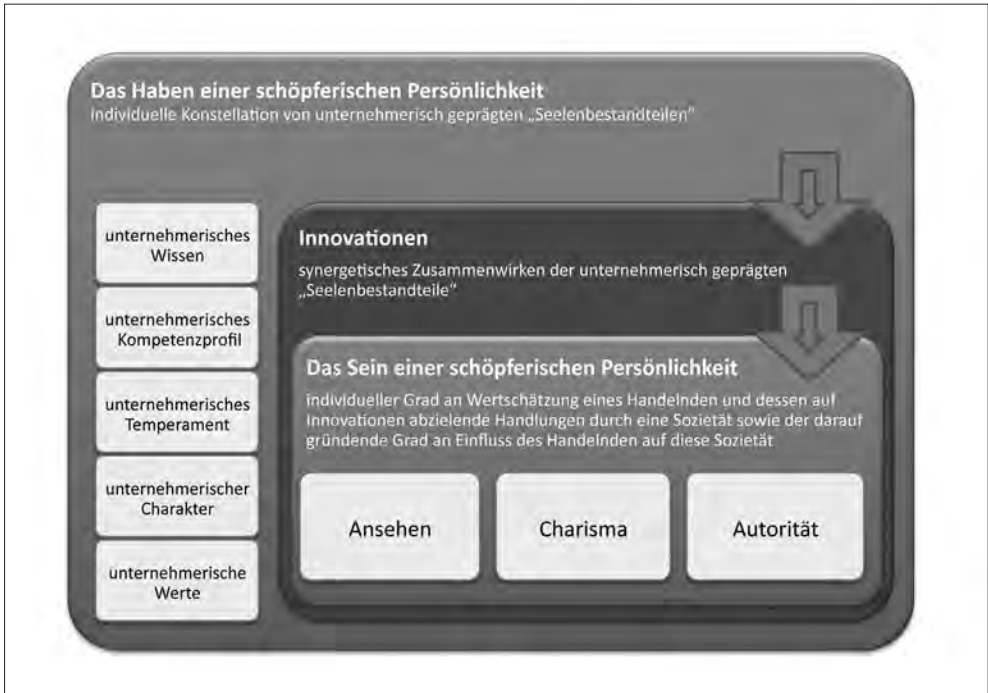 Das Haben einer schöpferischen Persönlichkeit
individuelle Konstellation von unternehmerisch geprägten „Seelenbestandteilen“
unternehmerisches
Wissen
unternehmerisches
Kompetenzprofil
unternehmerisches
Temperament
unternehmerischer
Charakter
unternehmerische
Werte
Innovationen
synergetisches Zusammenwirken der unternehmerisch geprägten
„Seelenbestandteile“
Das Sein einer schöpferischen Persönlichkeit
individueller Grad an Wertschätzung eines Handelnden und dessen auf
Innovationen abzielende Handlungen durch eine Sozietät sowie der darauf
gründende Grad an Einfluss des Handelnden auf diese Sozietät
Ansehen
Charisma
Autorität